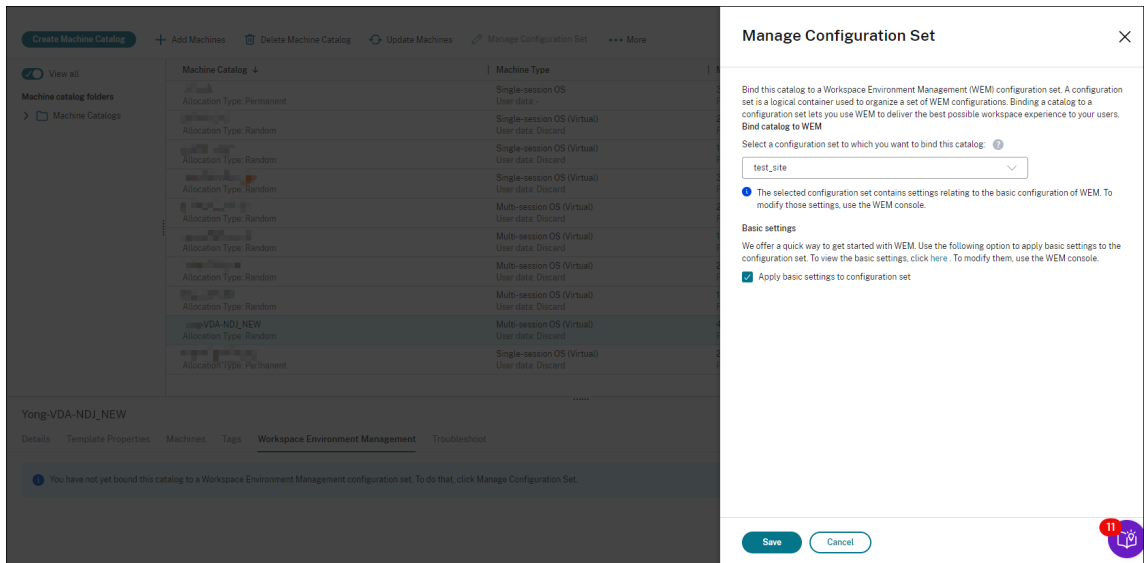 Create Machine Catalog
Add Machines
Delete Machine Catalog
Update Machines
Manage Configuration Set
More
View all
Machine catalog folders
Machine Catalogs
Machine Catalog ↓
Machine Type
Allocation Type: Permanent
Single-session OS
User data: -
Allocation Type: Random
Single-session OS (Virtual)
User data: Discard
Allocation Type: Random
Single-session OS (Virtual)
User data: Discard
Allocation Type: Random
Single-session OS (Virtual)
User data: Discard
Allocation Type: Random
Multi-session OS (Virtual)
User data: Discard
Allocation Type: Random
Multi-session OS (Virtual)
User data: Discard
Allocation Type: Random
Multi-session OS (Virtual)
User data: Discard
Allocation Type: Random
Multi-session OS (Virtual)
User data: Discard
VDA-NDJ_NEW
Allocation Type: Random
Multi-session OS (Virtual)
User data: Discard
Allocation Type: Permanent
Single-session OS (Virtual)
User data: Discard
Yong-VDA-NDJ_NEW
Details
Template Properties
Machines
Tags
Workspace Environment Management
Troubleshoot
You have not yet bound this catalog to a Workspace Environment Management configuration set. To do that, click Manage Configuration Set.
Manage Configuration Set
Bind this catalog to a Workspace Environment Management (WEM) configuration set. A configuration
set is a logical container used to organize a set of WEM configurations. Binding a catalog to a
configuration set lets you use WEM to deliver the best possible workspace experience to your users.
Bind catalog to WEM
Select a configuration set to which you want to bind this catalog:
test_site
The selected configuration set contains settings relating to the basic configuration of WEM. To
modify those settings, use the WEM console.
Basic settings
We offer a quick way to get started with WEM. Use the following option to apply basic settings to the
configuration set. To view the basic settings, click here . To modify them, use the WEM console.
Apply basic settings to configuration set
Save
Cancel
11